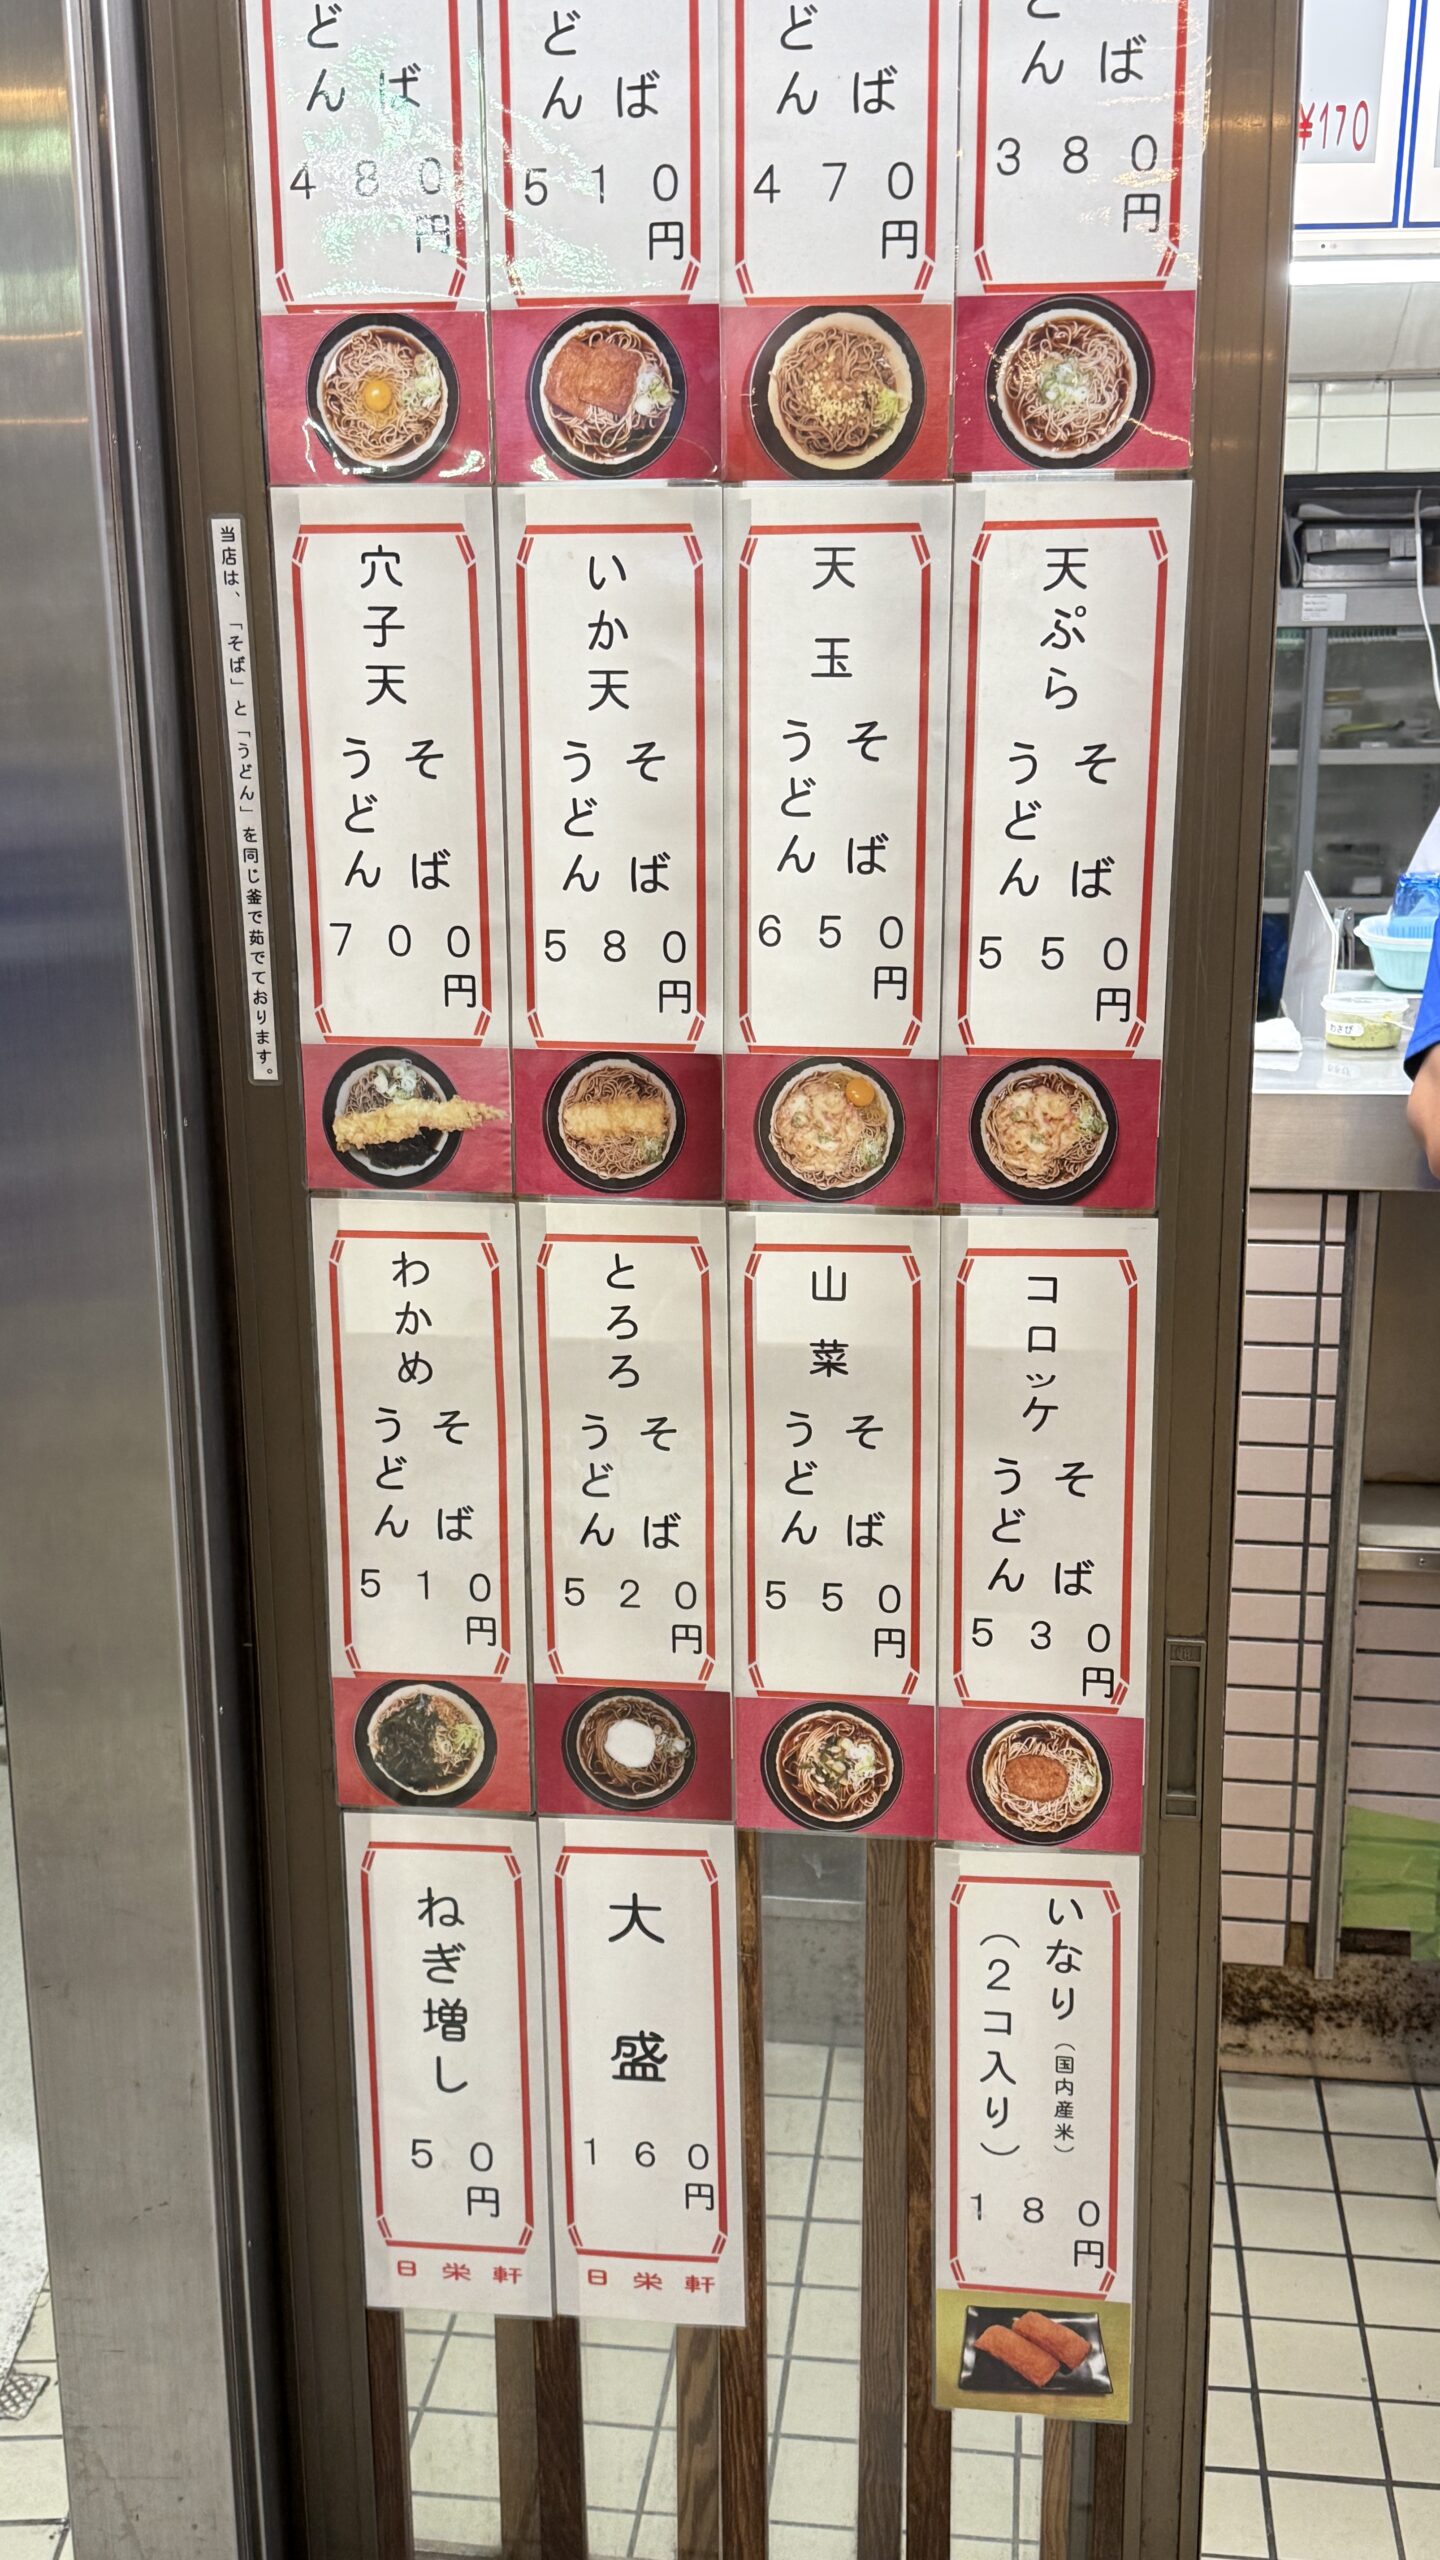 そば
うどん
380円
そば
どん
470円
そば
どん
510円
そば
どん
480円
天ぷら
そば
うどん
550円
天玉
そば
うどん
650円
いか天
そば
うどん
580円
穴子天
そば
うどん
700円
コロッケ
そば
うどん
530円
山菜
そば
うどん
550円
とろろ
そば
うどん
520円
わかめ
そば
うどん
510円
いなり(国内産米)
(2コ入り)
180円
大盛
160円
日栄軒
ねぎ増し
50円
日栄軒
当店は、「そば」と「うどん」を同じ釜で茹でております。
¥170
わさび